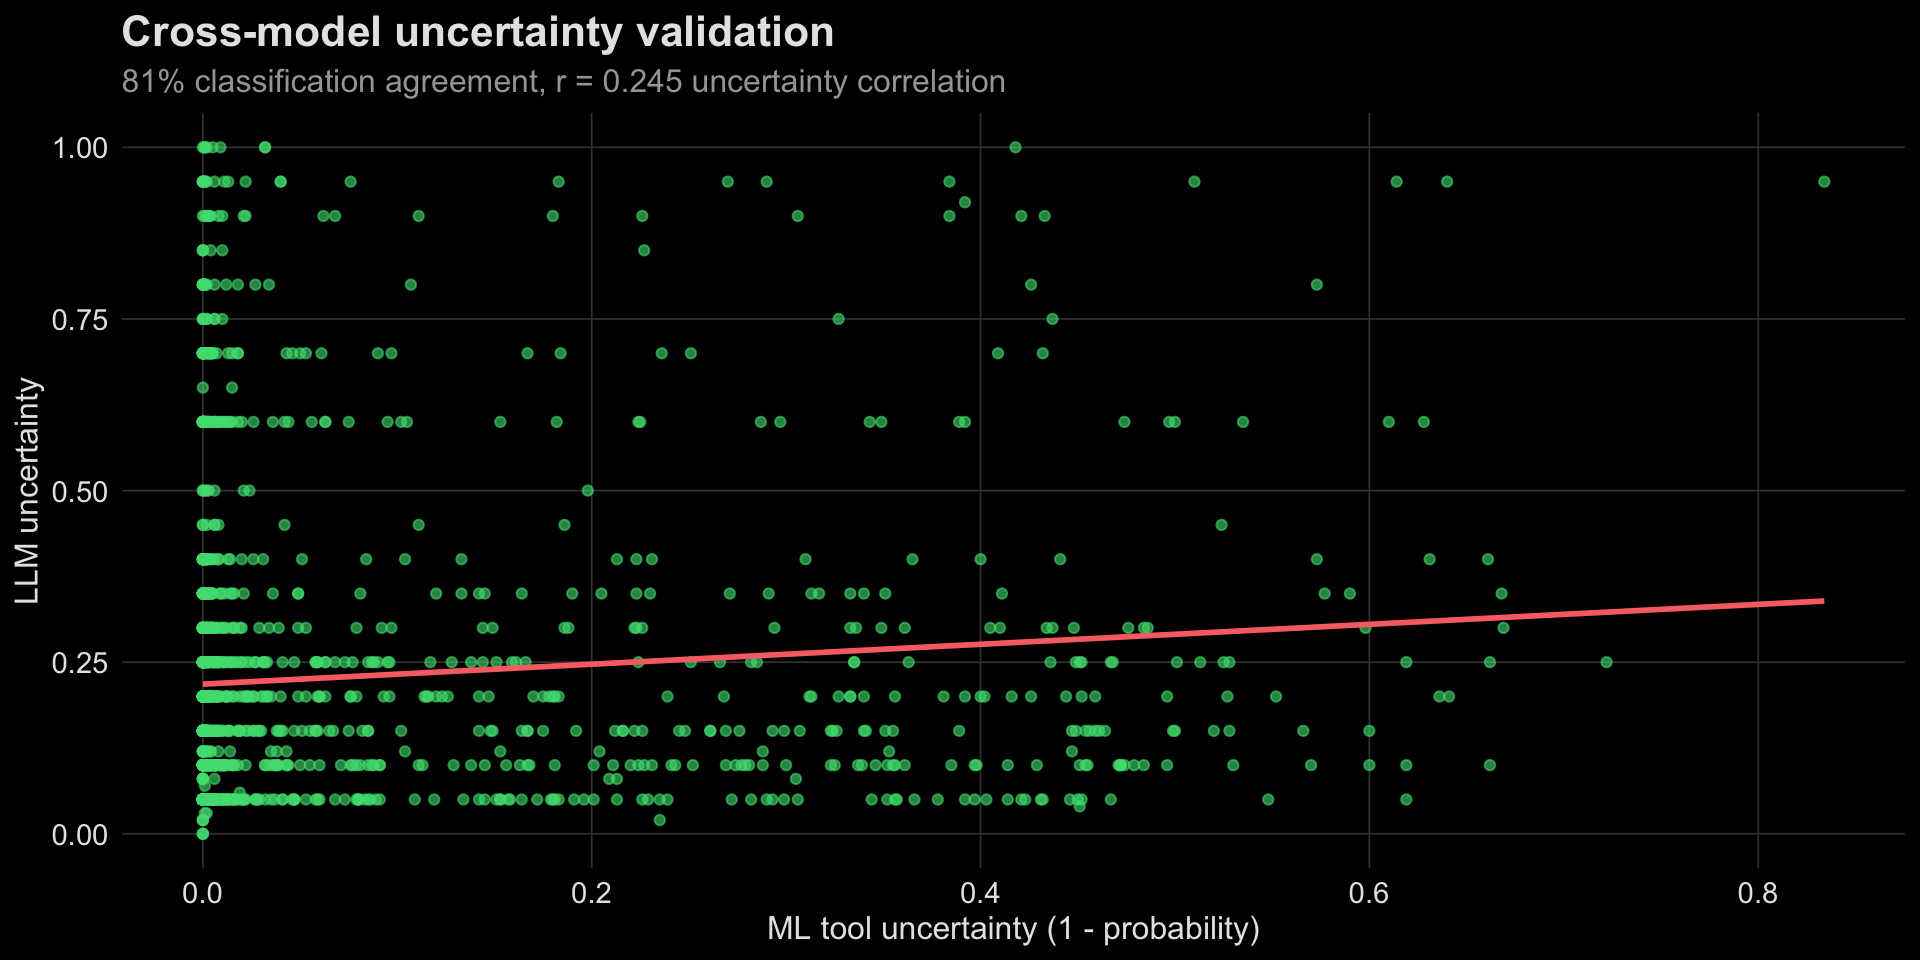 Cross-model uncertainty validation
81% classification agreement, r = 0.245 uncertainty correlation
LLM uncertainty
1.00
0.75
0.50
0.25
0.00
0.0 0.2 0.4 0.6 0.8
ML tool uncertainty (1 - probability)